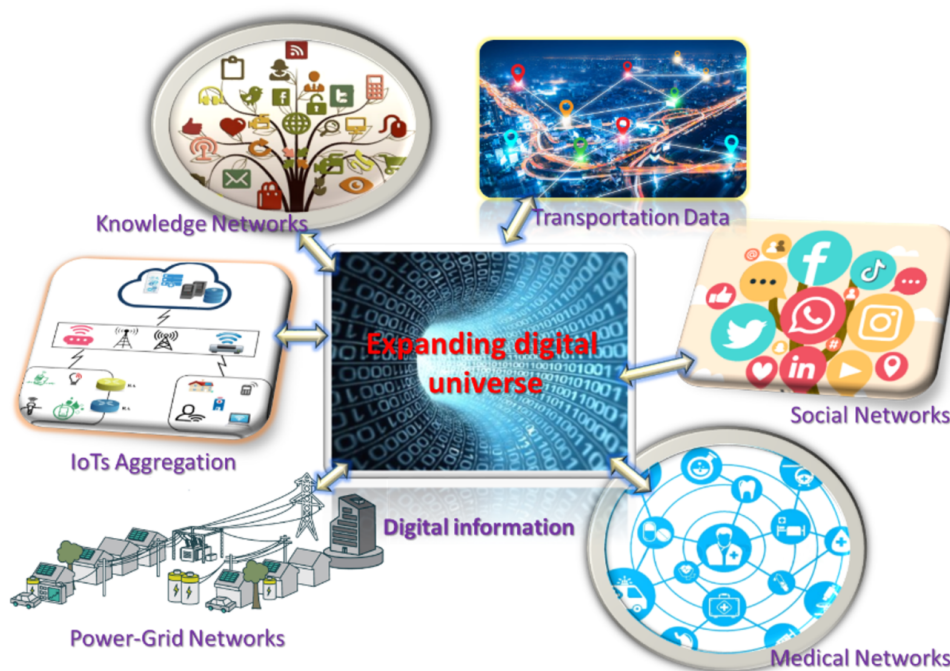 Knowledge Networks
Transportation Data
Expanding digital
universe
IoTs Aggregation
Social Networks
Digital information
Power-Grid Networks
Medical Networks